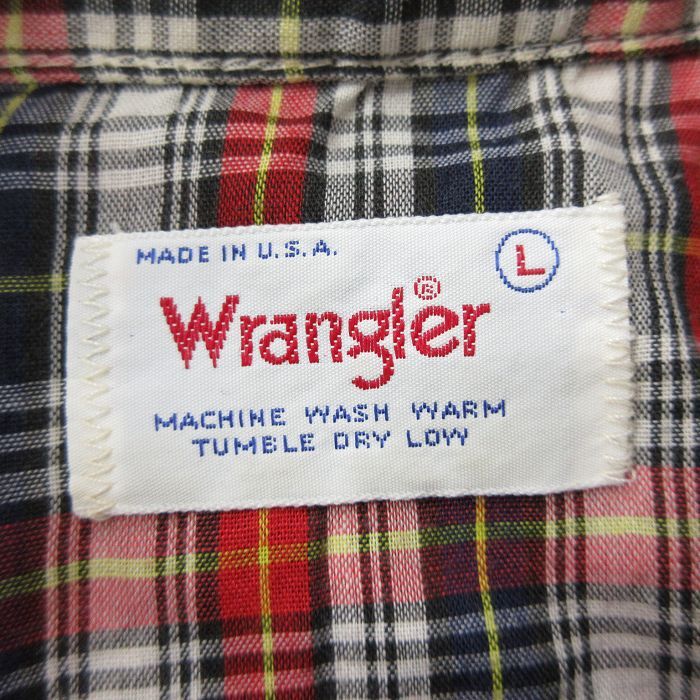 MADE IN U.S.A.
L
Wrangler®
MACHINE WASH WARM
TUMBLE DRY LOW